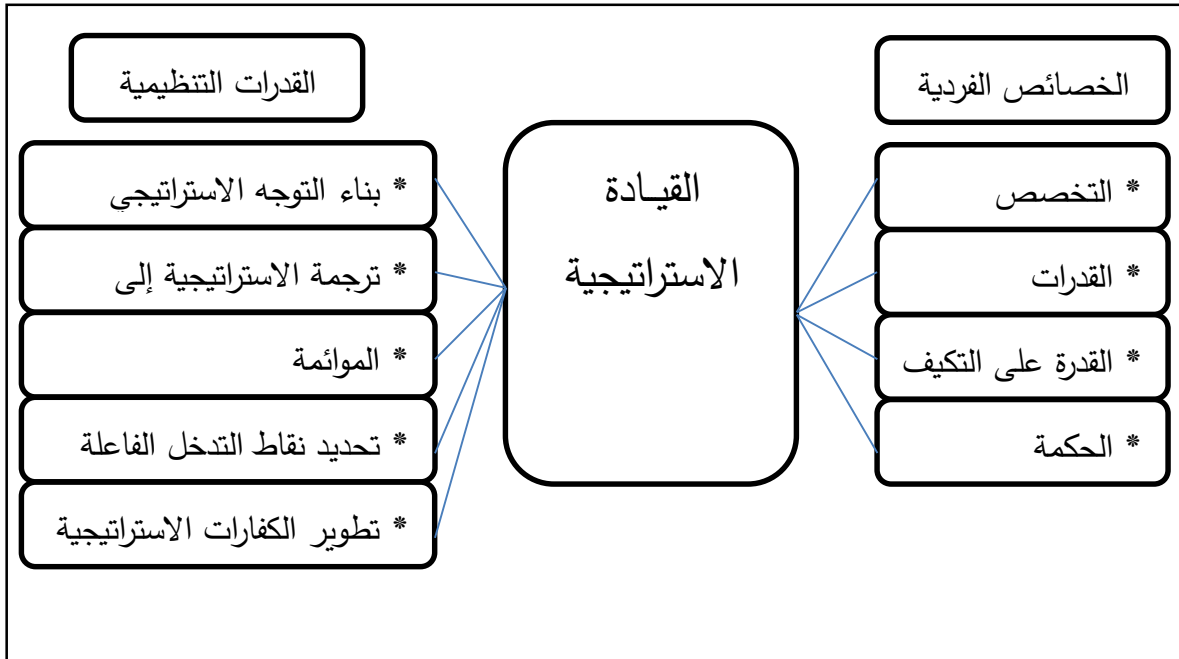 الخصائص الفردية
* التخصص
* القدرات
* القدرة على التكيف
* الحكمة
القيــادة
الاستراتيجية
القدرات التنظيمية
* بناء التوجه الاستراتيجي
* ترجمة الاستراتيجية إلى
* الموائمة
* تحديد نقاط التدخل الفاعلة
* تطوير الكفارات الاستراتيجية